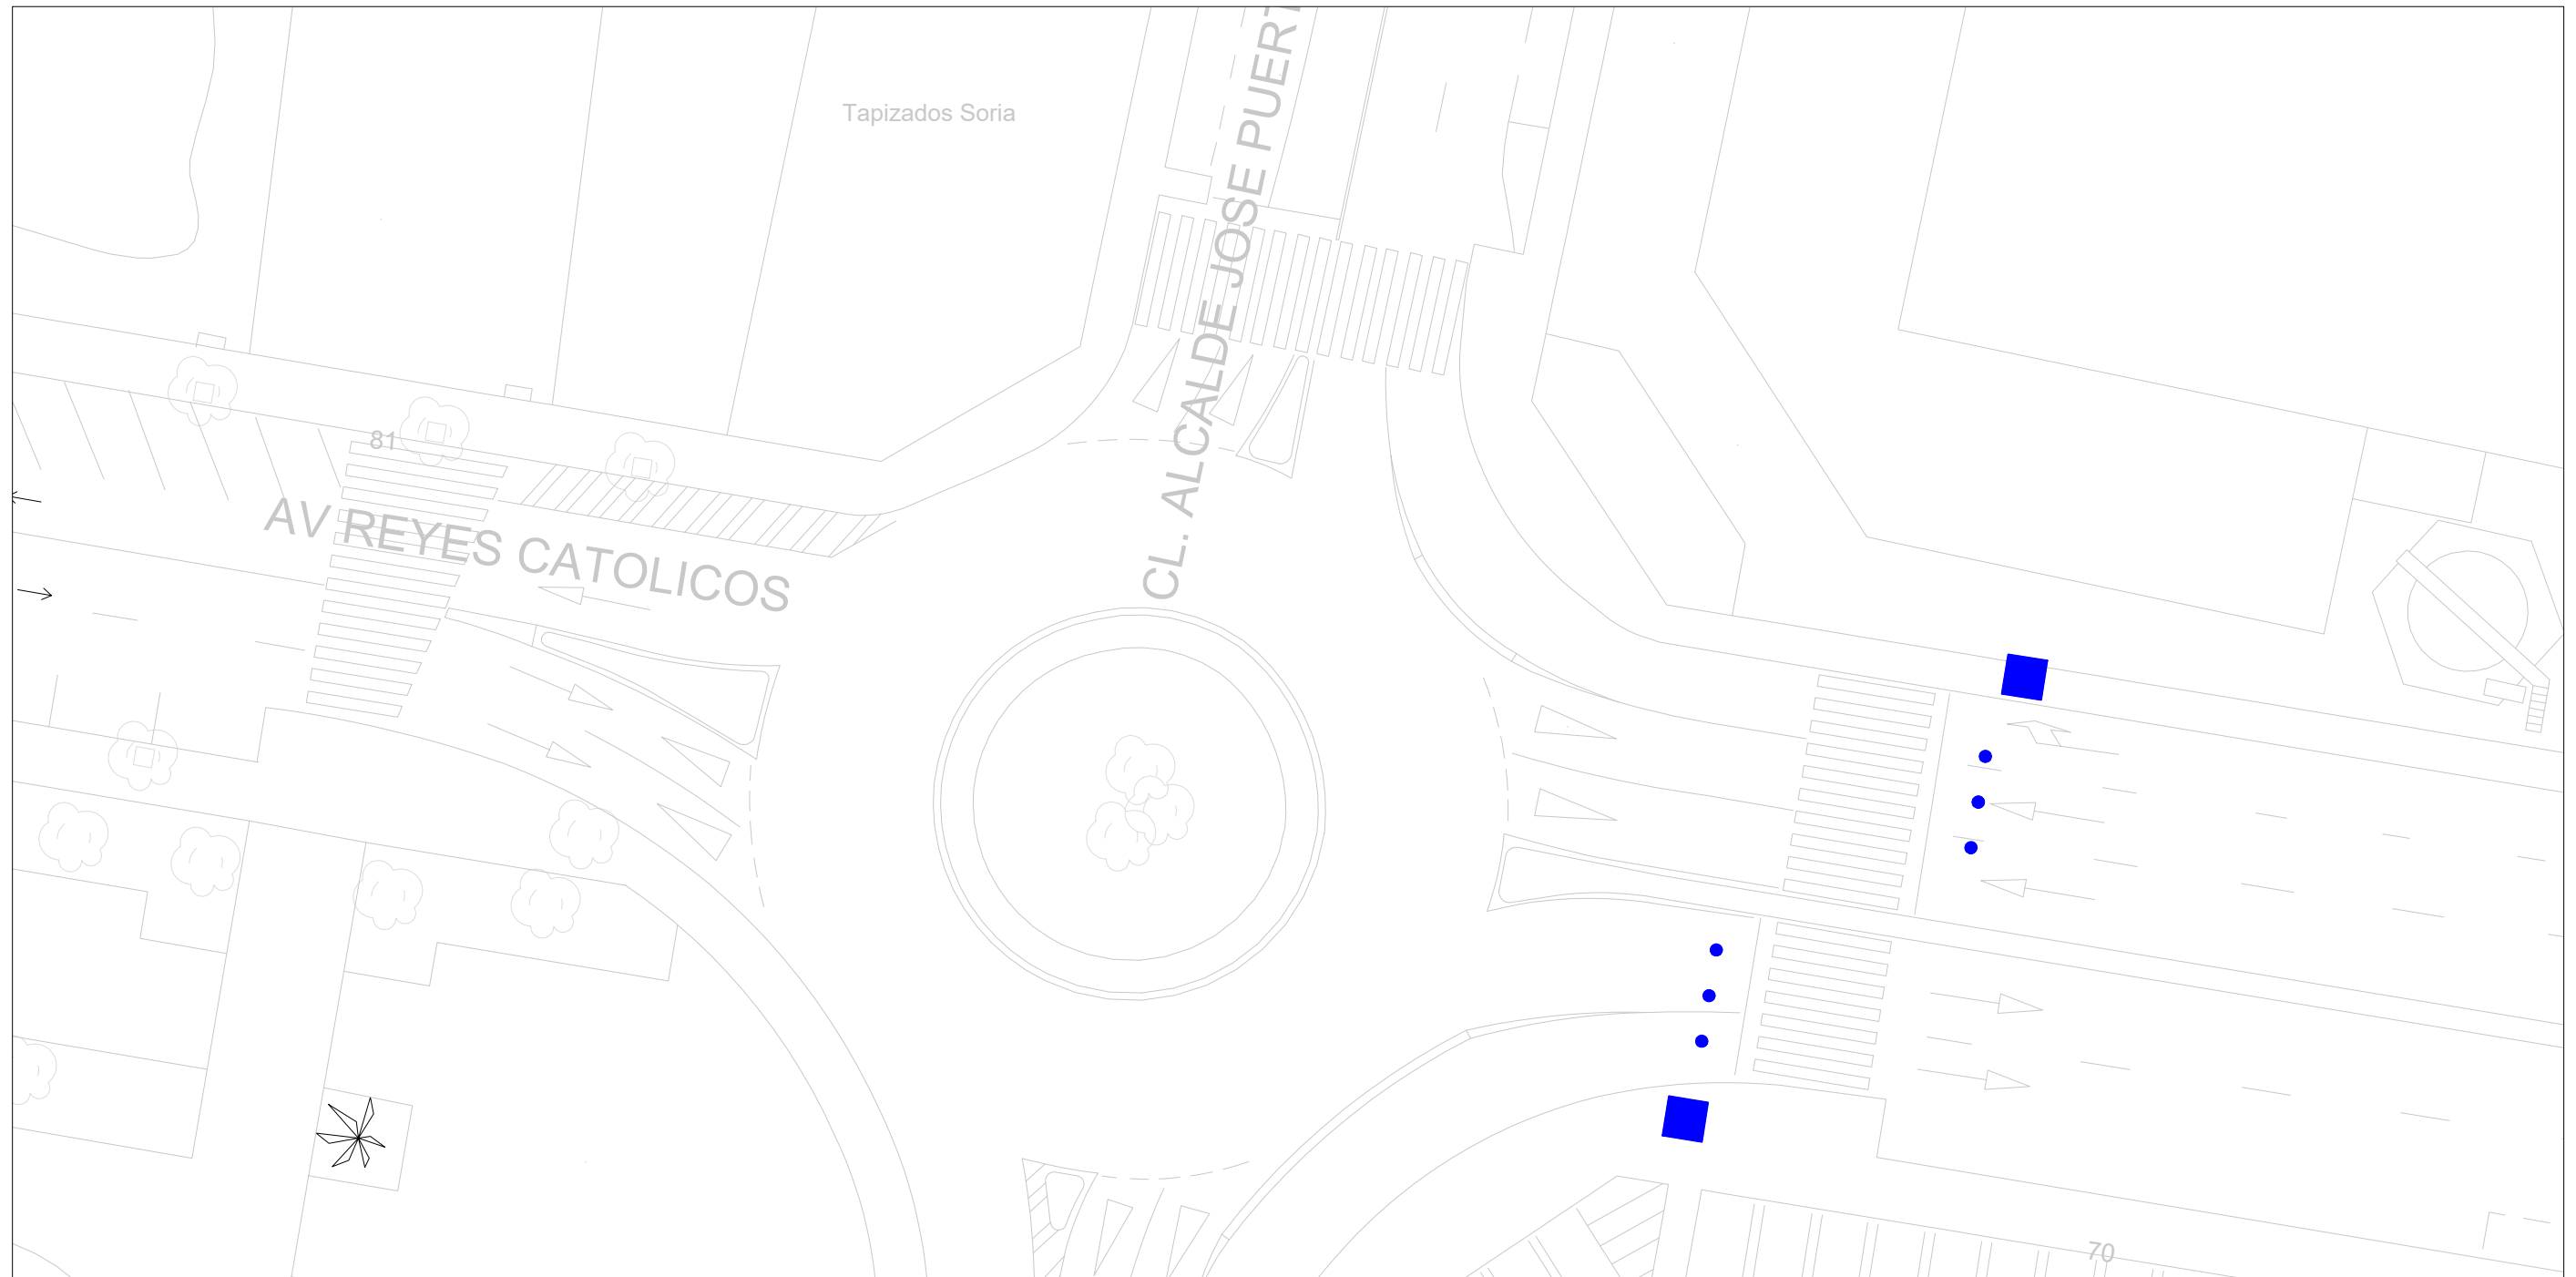 Tapizados Soria
CL. ALCALDE JOSE PUERT
81
AV REYES CATOLICOS
70